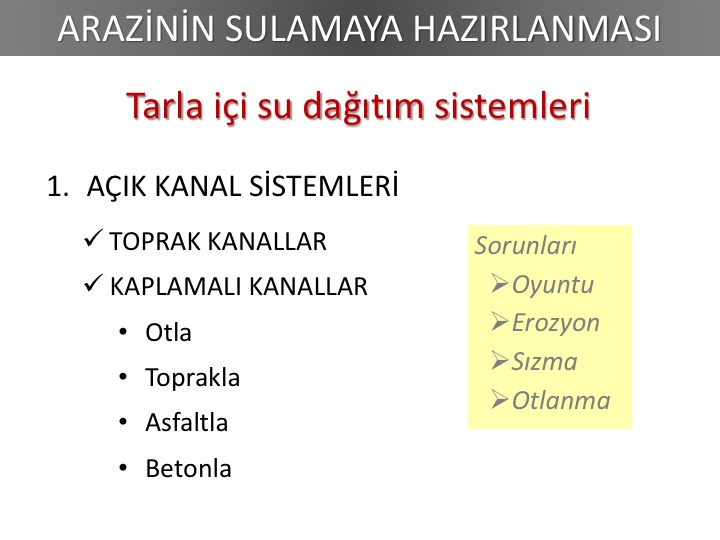 ARAZİNİN SULAMAYA HAZIRLANMASI
Tarla içi su dağıtım sistemleri
1. AÇIK KANAL SİSTEMLERİ
✓ TOPRAK KANALLAR
✓ KAPLAMALI KANALLAR
• Otla
• Toprakla
• Asfaltla
• Betonla
Sorunları
➢ Oyuntu
➢ Erozyon
➢ Sızma
➢ Otlanma